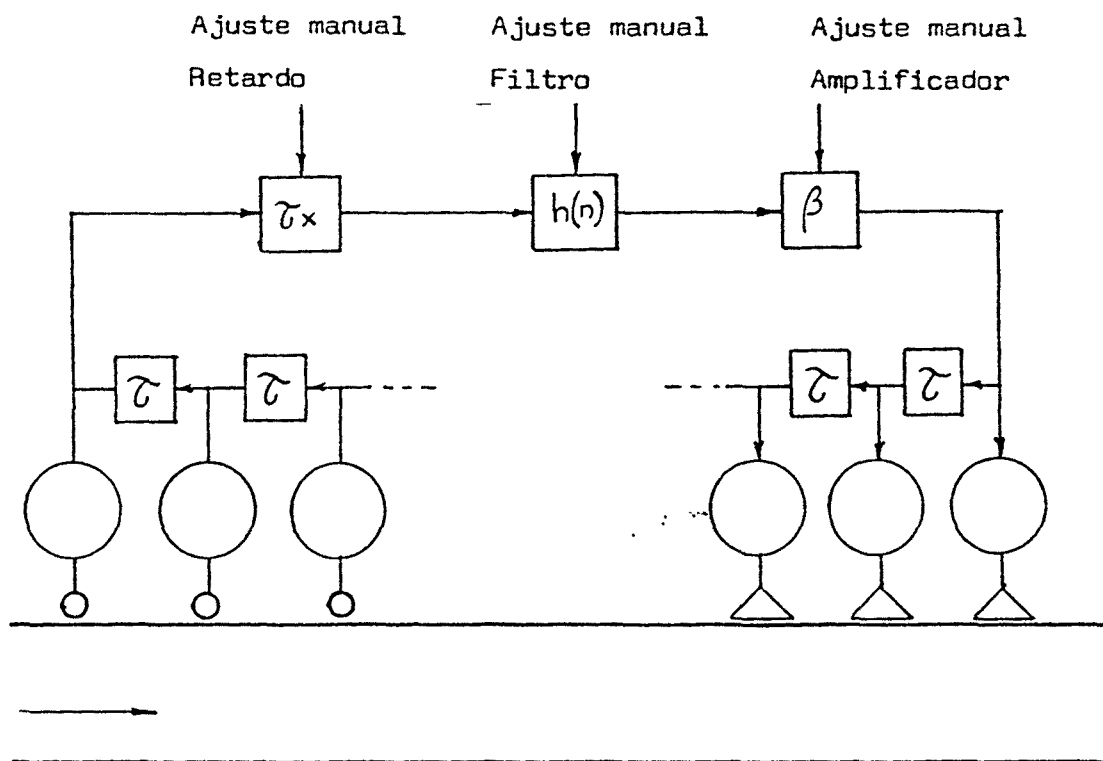 Ajuste manual Ajuste manual Ajuste manual
Retardo Filtro Amplificador
τx h(n) β
τ τ τ τ